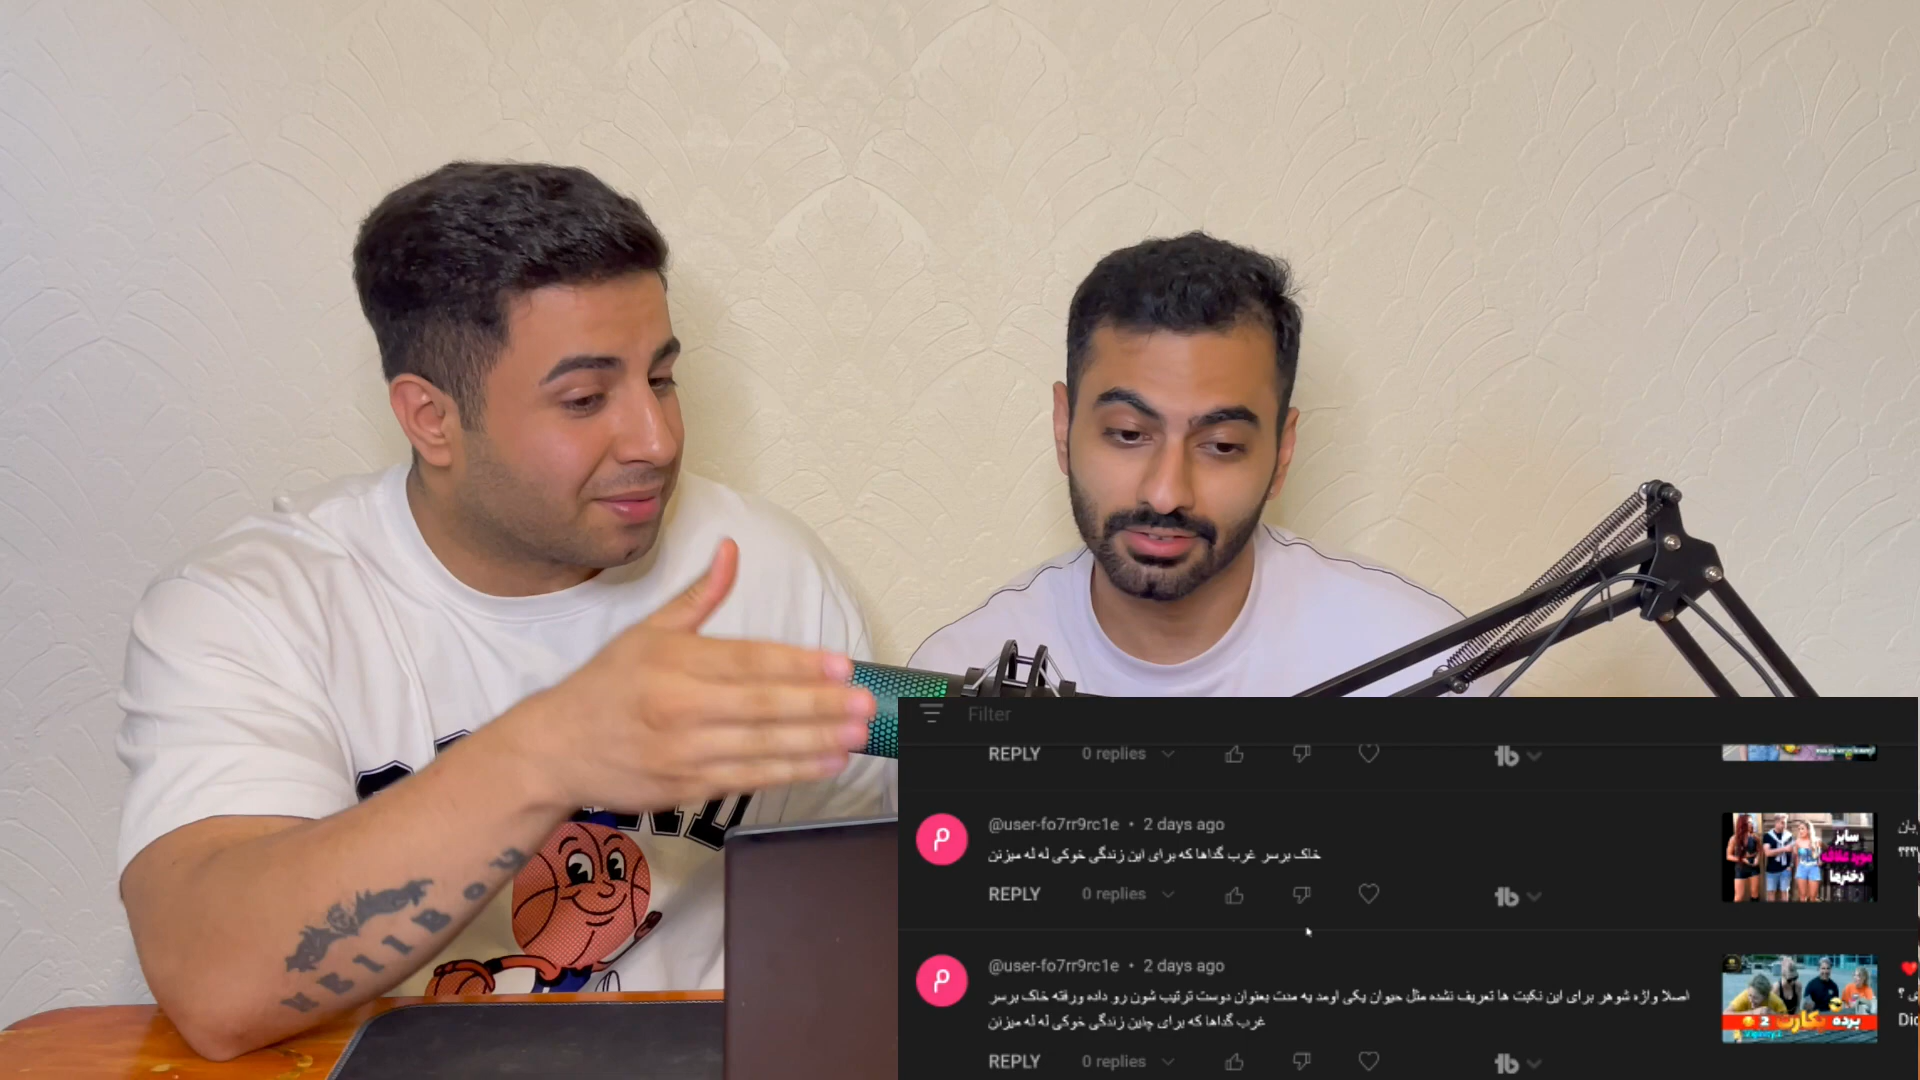 Filter
REPLY 0 replies
@user-fo7rr9rc1e • 2 days ago
خاک برسر غرب گداها که برای این زندگی خوکی له له میزنن
REPLY 0 replies
سایز
مورد علاقه
دخترها
@user-fo7rr9rc1e • 2 days ago
اصلا واژه شوهر برای این نکبت ها تعریف نشده مثل حیوان یکی اومد یه مدت بعنوان دوست ترتیب شون رو داده ورفته خاک برسر
غرب گداها که برای چنین زندگی خوکی له له میزنن
پرده بکارت 2
REPLY 0 replies